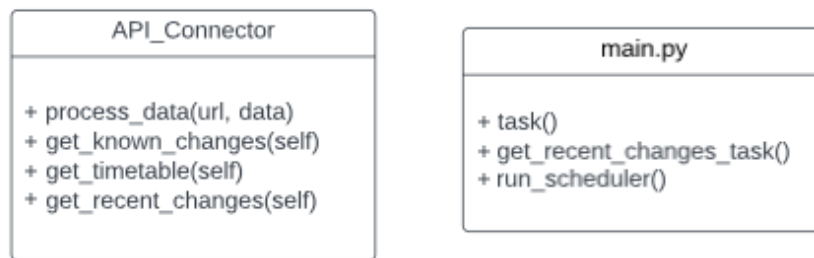 API_Connector
+ process_data(url, data)
+ get_known_changes(self)
+ get_timetable(self)
+ get_recent_changes(self)
main.py
+ task()
+ get_recent_changes_task()
+ run_scheduler()